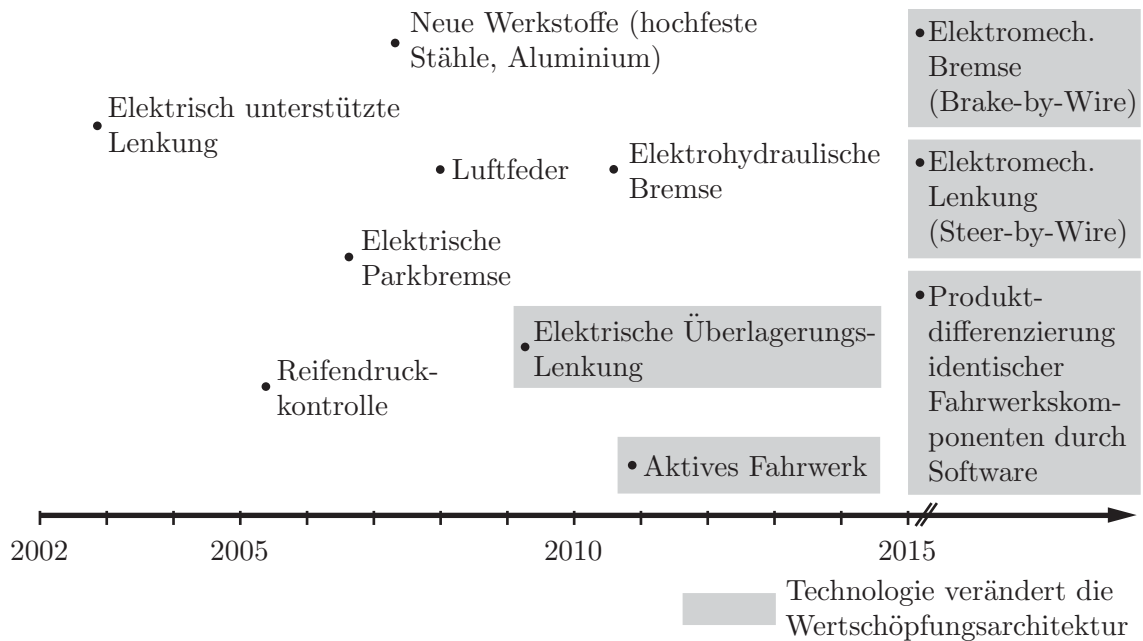 Neue Werkstoffe (hochfeste
Stähle, Aluminium)
Elektromech.
Bremse
(Brake-by-Wire)
Elektrisch unterstützte
Lenkung
Luftfeder
Elektrohydraulische
Bremse
Elektromech.
Lenkung
(Steer-by-Wire)
Elektrische
Parkbremse
Produkt-
differenzierung
identischer
Fahrwerkskom-
ponenten durch
Software
Elektrische Überlagerungs-
Lenkung
Reifendruck-
kontrolle
Aktives Fahrwerk
2002 2005 2010 2015
Technologie verändert die
Wertschöpfungsarchitektur